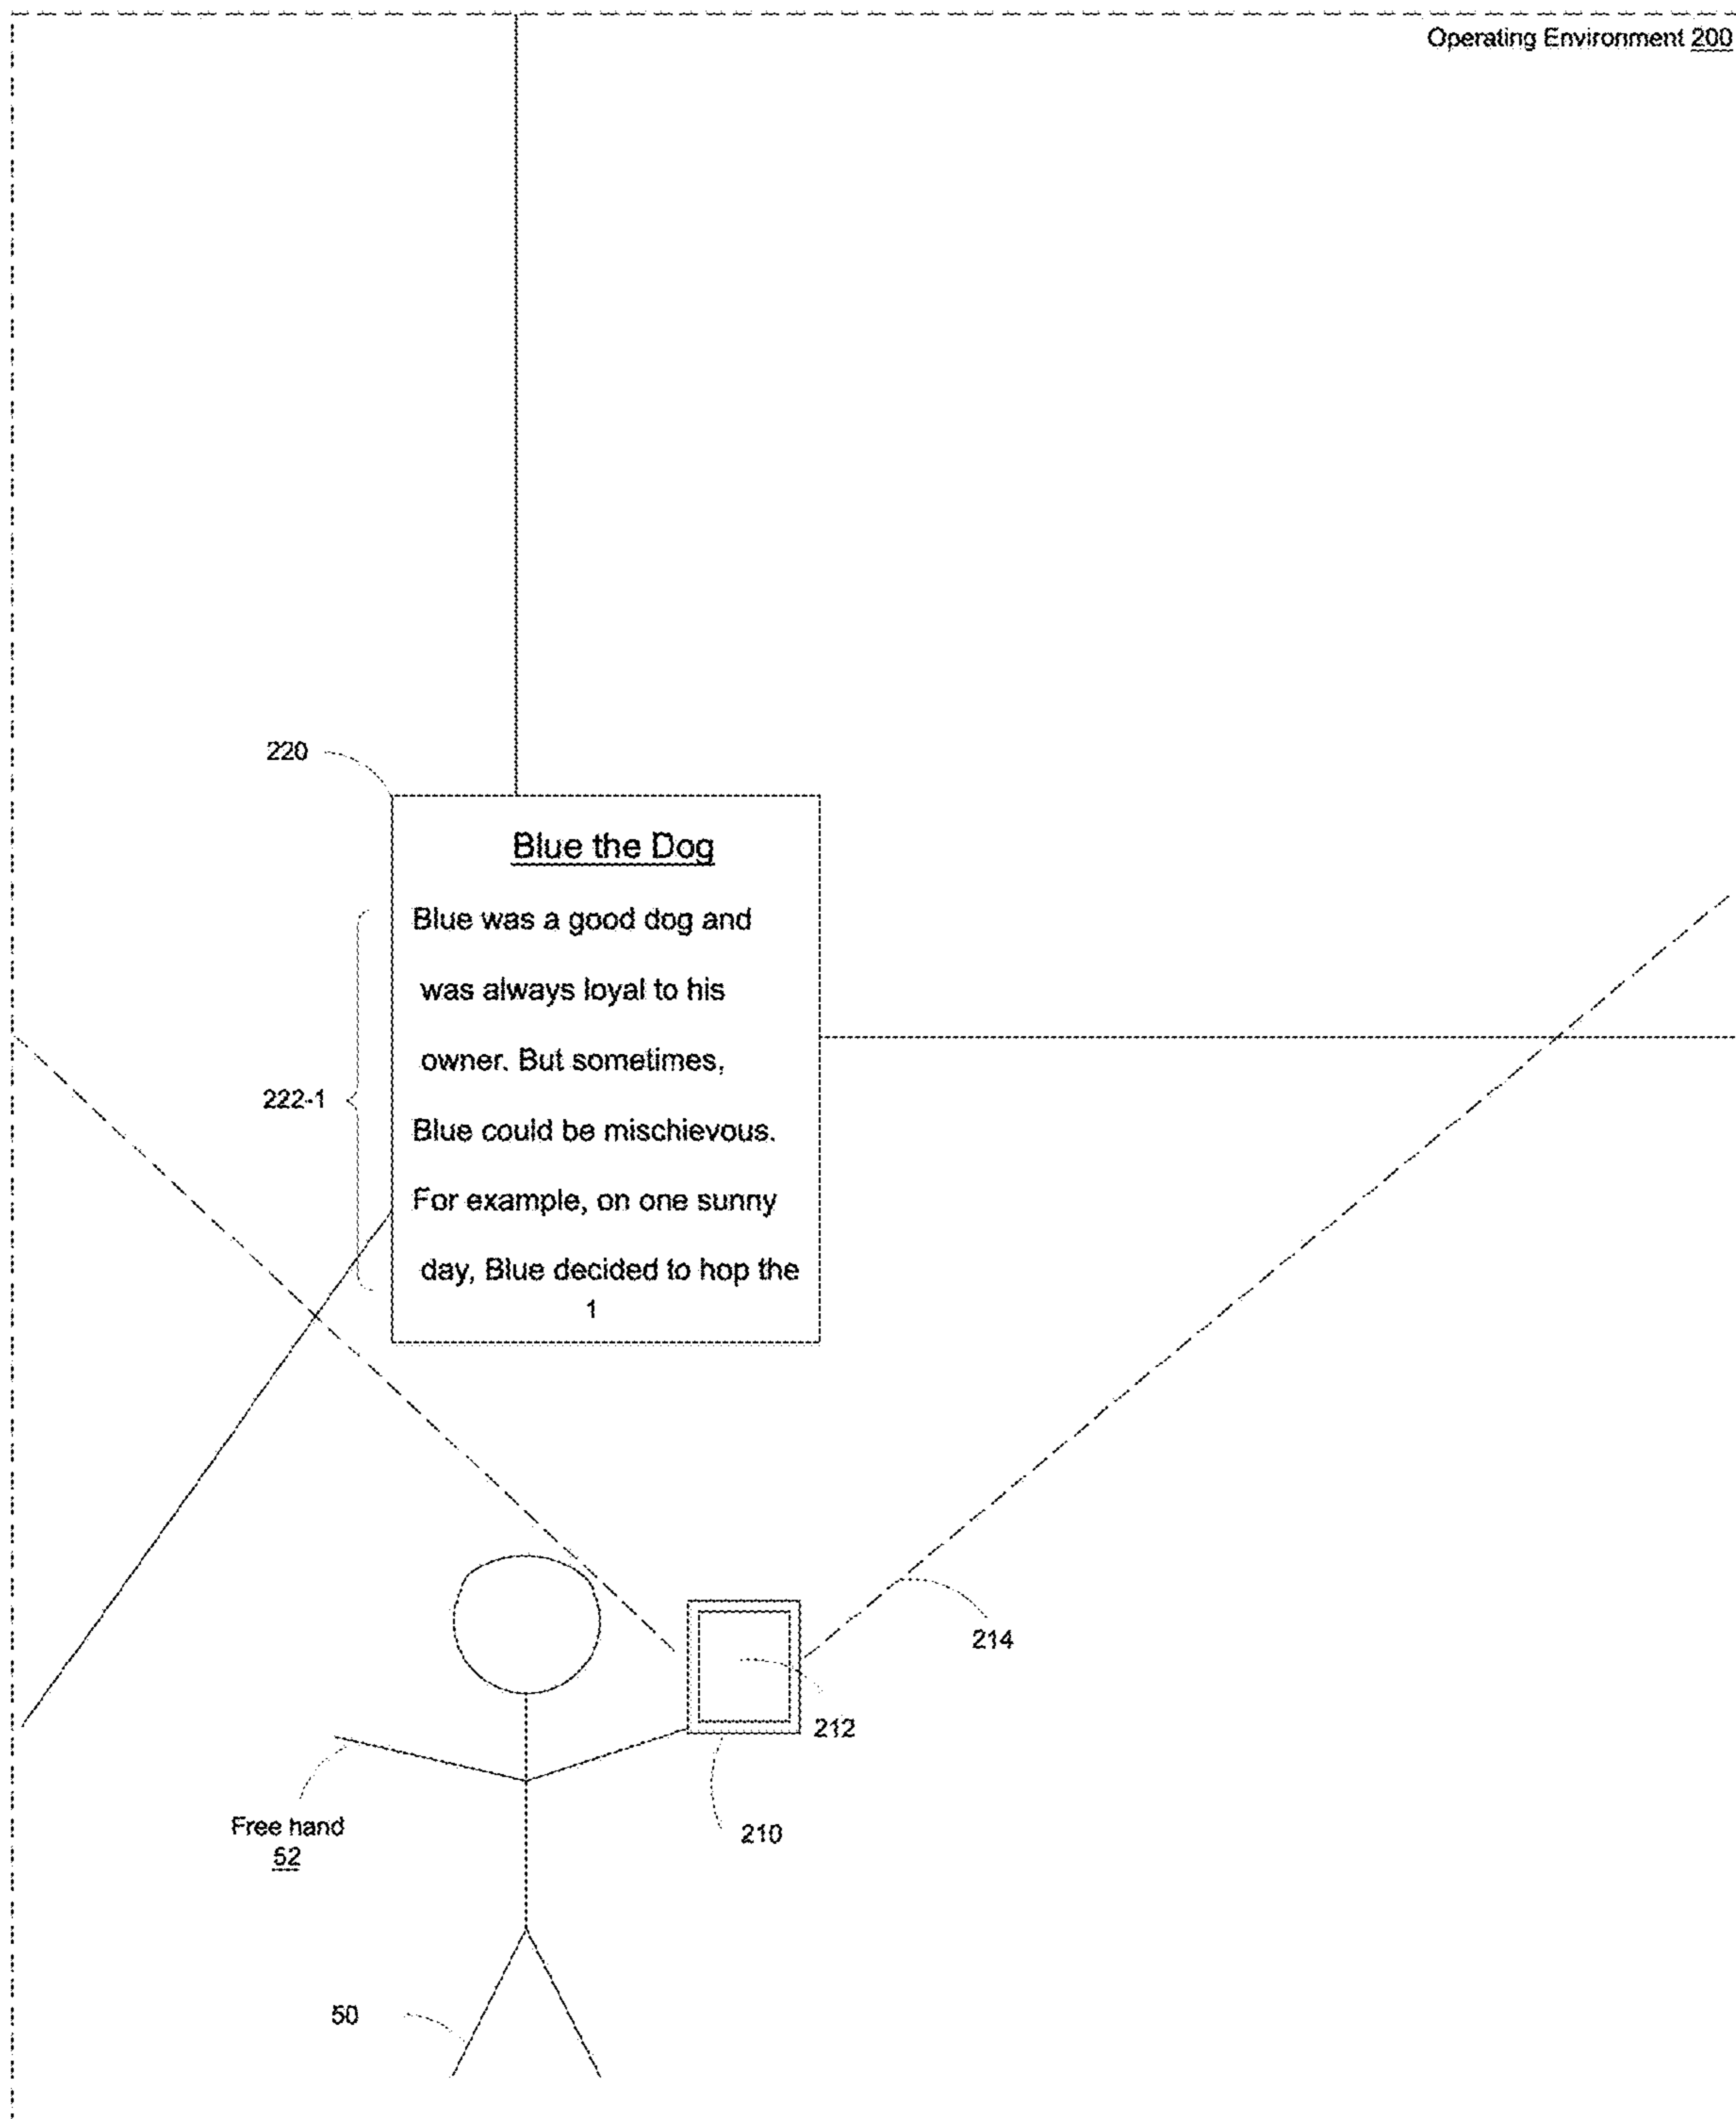 Operating Environment 200
220
Blue the Dog
Blue was a good dog and
was always loyal to his
owner. But sometimes,
222-1
Blue could be mischievous.
For example, on one sunny
day, Blue decided to hop the
1
214
212
Free hand
52
210
50